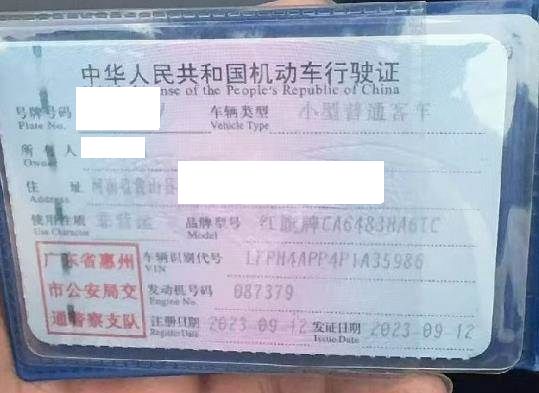 中华人民共和国机动车行驶证
ense of the People's Republic of China
号牌号码 车辆类型 小型普通客车
Plate No. Vehicle Type
所有人
Owner
住址
Address
使用性质 非营运 品牌型号 红旗牌CA6483HA6TC
Use Character Model
广东省惠州
市公安局交
通警察支队
车辆识别代号 LFPH4APP4P1A35986
VIN
发动机号码 087379
Engine No.
注册日期 2023-09-12 发证日期 2023-09-12
Register Date Issue Date